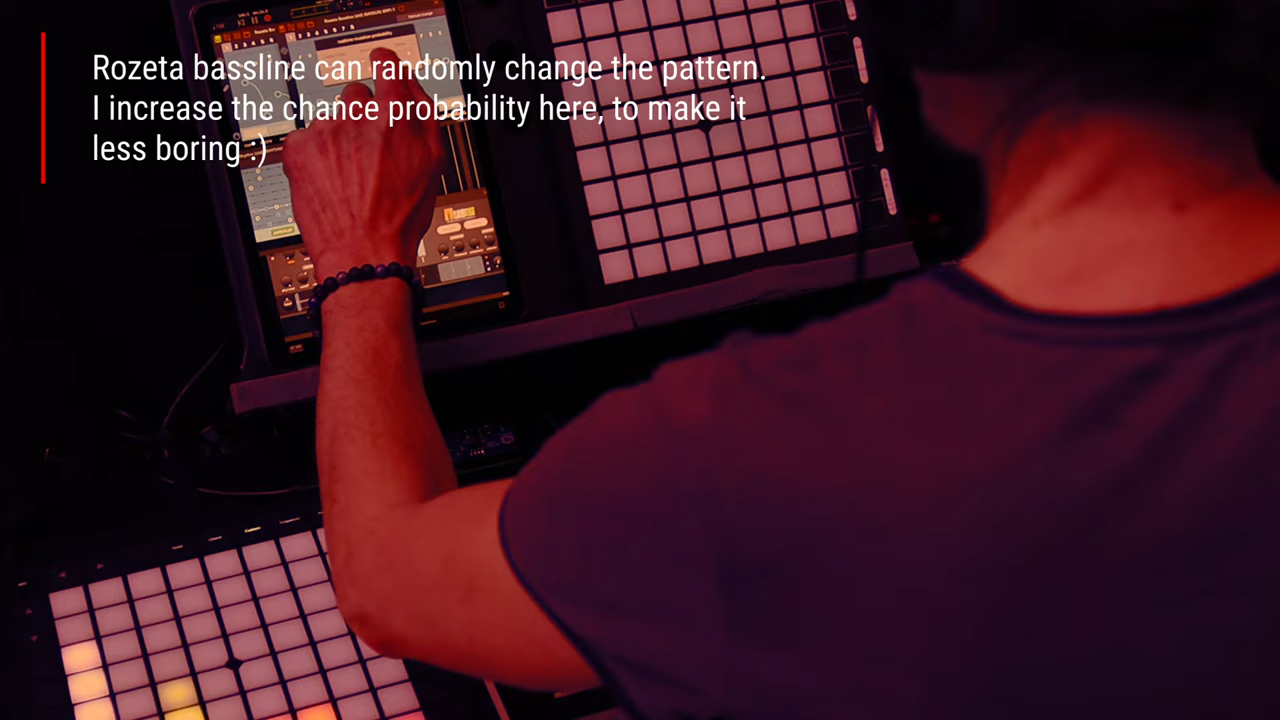 Rozeta bassline can randomly change the pattern.
I increase the chance probability here, to make it
less boring :)